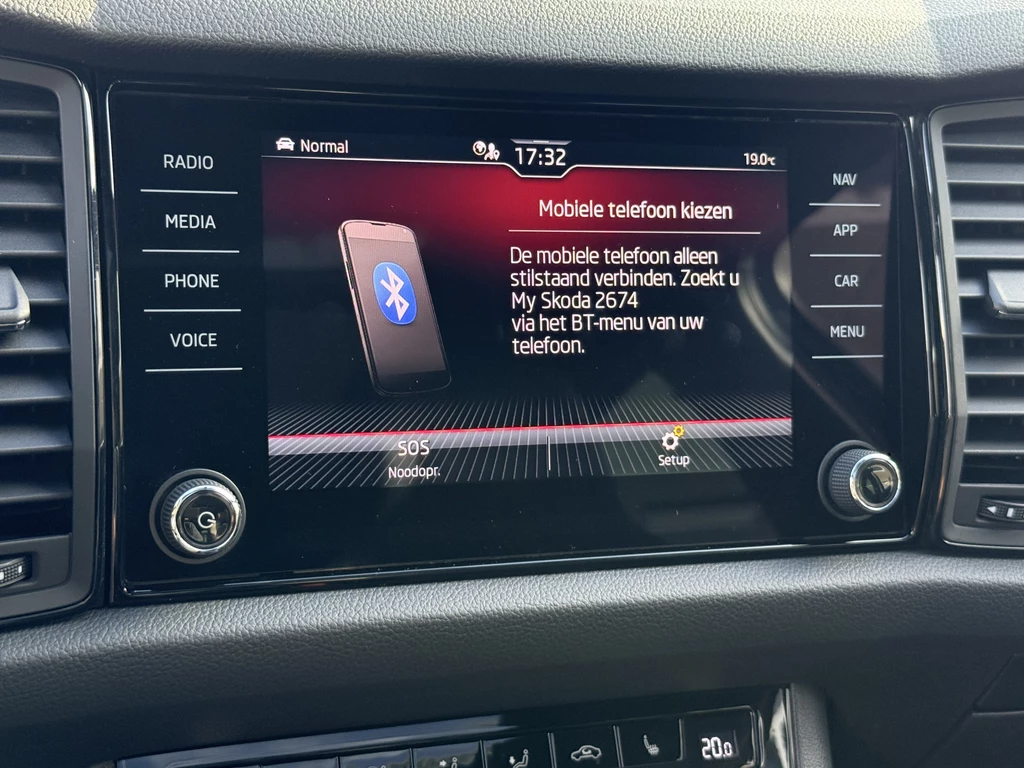 Normal
17:32
19.0°C
RADIO
MEDIA
PHONE
VOICE
Mobiele telefoon kiezen
De mobiele telefoon alleen
stilstaand verbinden. Zoekt u
My Skoda 2674
via het BT-menu van uw
telefoon.
NAV
APP
CAR
MENU
SOS
Noodopr.
Setup
20.0